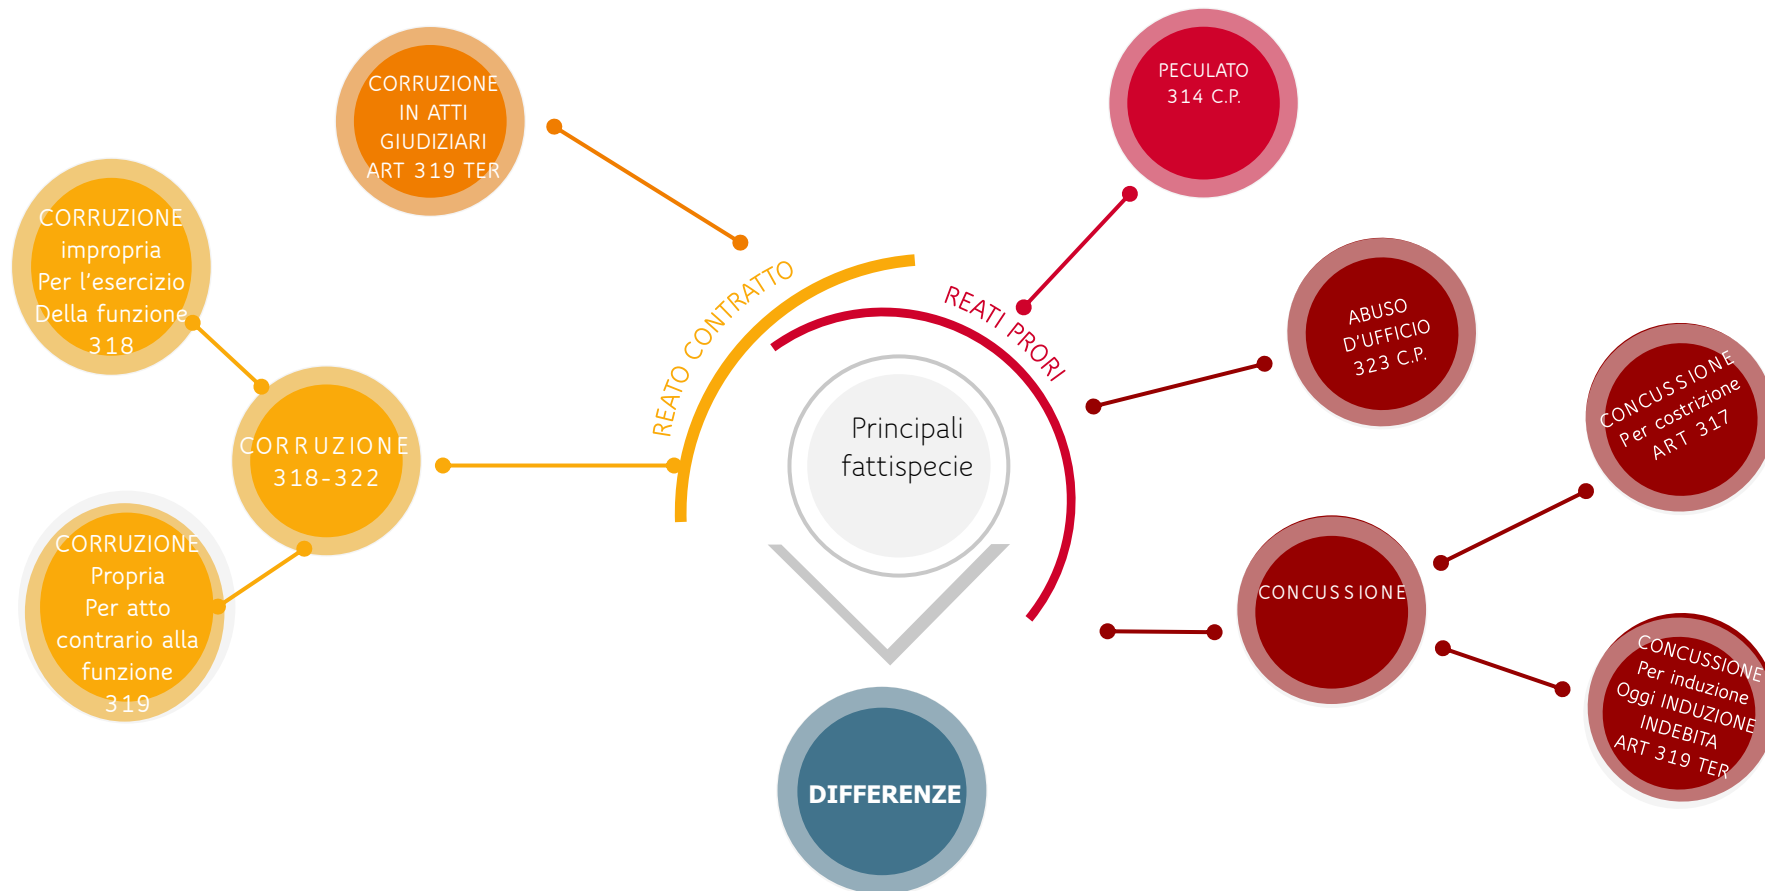 CORRUZIONE
IN ATTI
GIUDIZIARI
ART 319 TER
PECULATO
314 C.P.
CORRUZIONE
impropria
Per l'esercizio
Della funzione
318
REATO CONTRATTO
REATI PRORI
ABUSO
D'UFFICIO
323 C.P.
CONCUSSIONE
Per costrizione
ART 317
Principali
fattispecie
CORRUZIONE
318-322
CORRUZIONE
Propria
Per atto
contrario alla
funzione
319
CONCUSSIONE
CONCUSSIONE
Per induzione
Oggi INDUZIONE
INDEBITA
ART 319 TER
DIFFERENZE